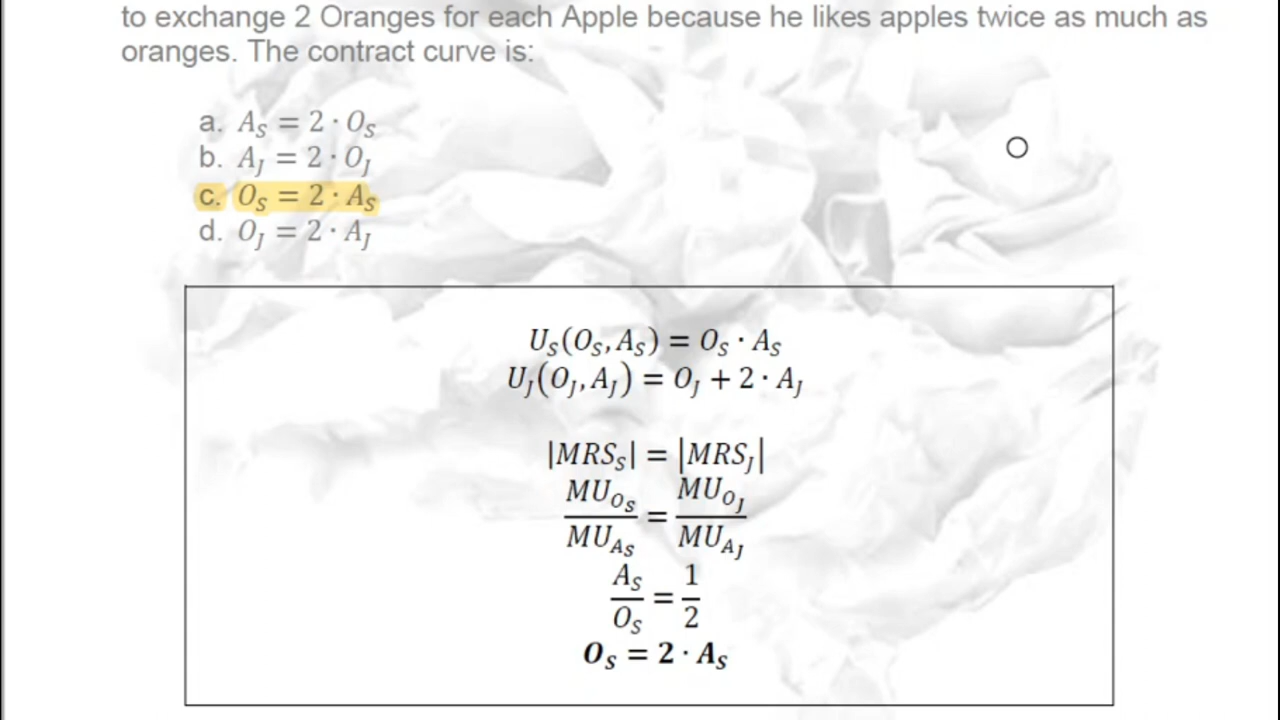 to exchange 2 Oranges for each Apple because he likes apples twice as much as
oranges. The contract curve is:
a. A_S = 2 · O_S
b. A_J = 2 · O_J
c. O_S = 2 · A_S
d. O_J = 2 · A_J
U_S(O_S, A_S) = O_S · A_S
U_J(O_J, A_J) = O_J + 2 · A_J
|MRS_S| = |MRS_J|
MU_{O_S}/MU_{A_S} = MU_{O_J}/MU_{A_J}
A_S/O_S = 1/2
O_S = 2 · A_S